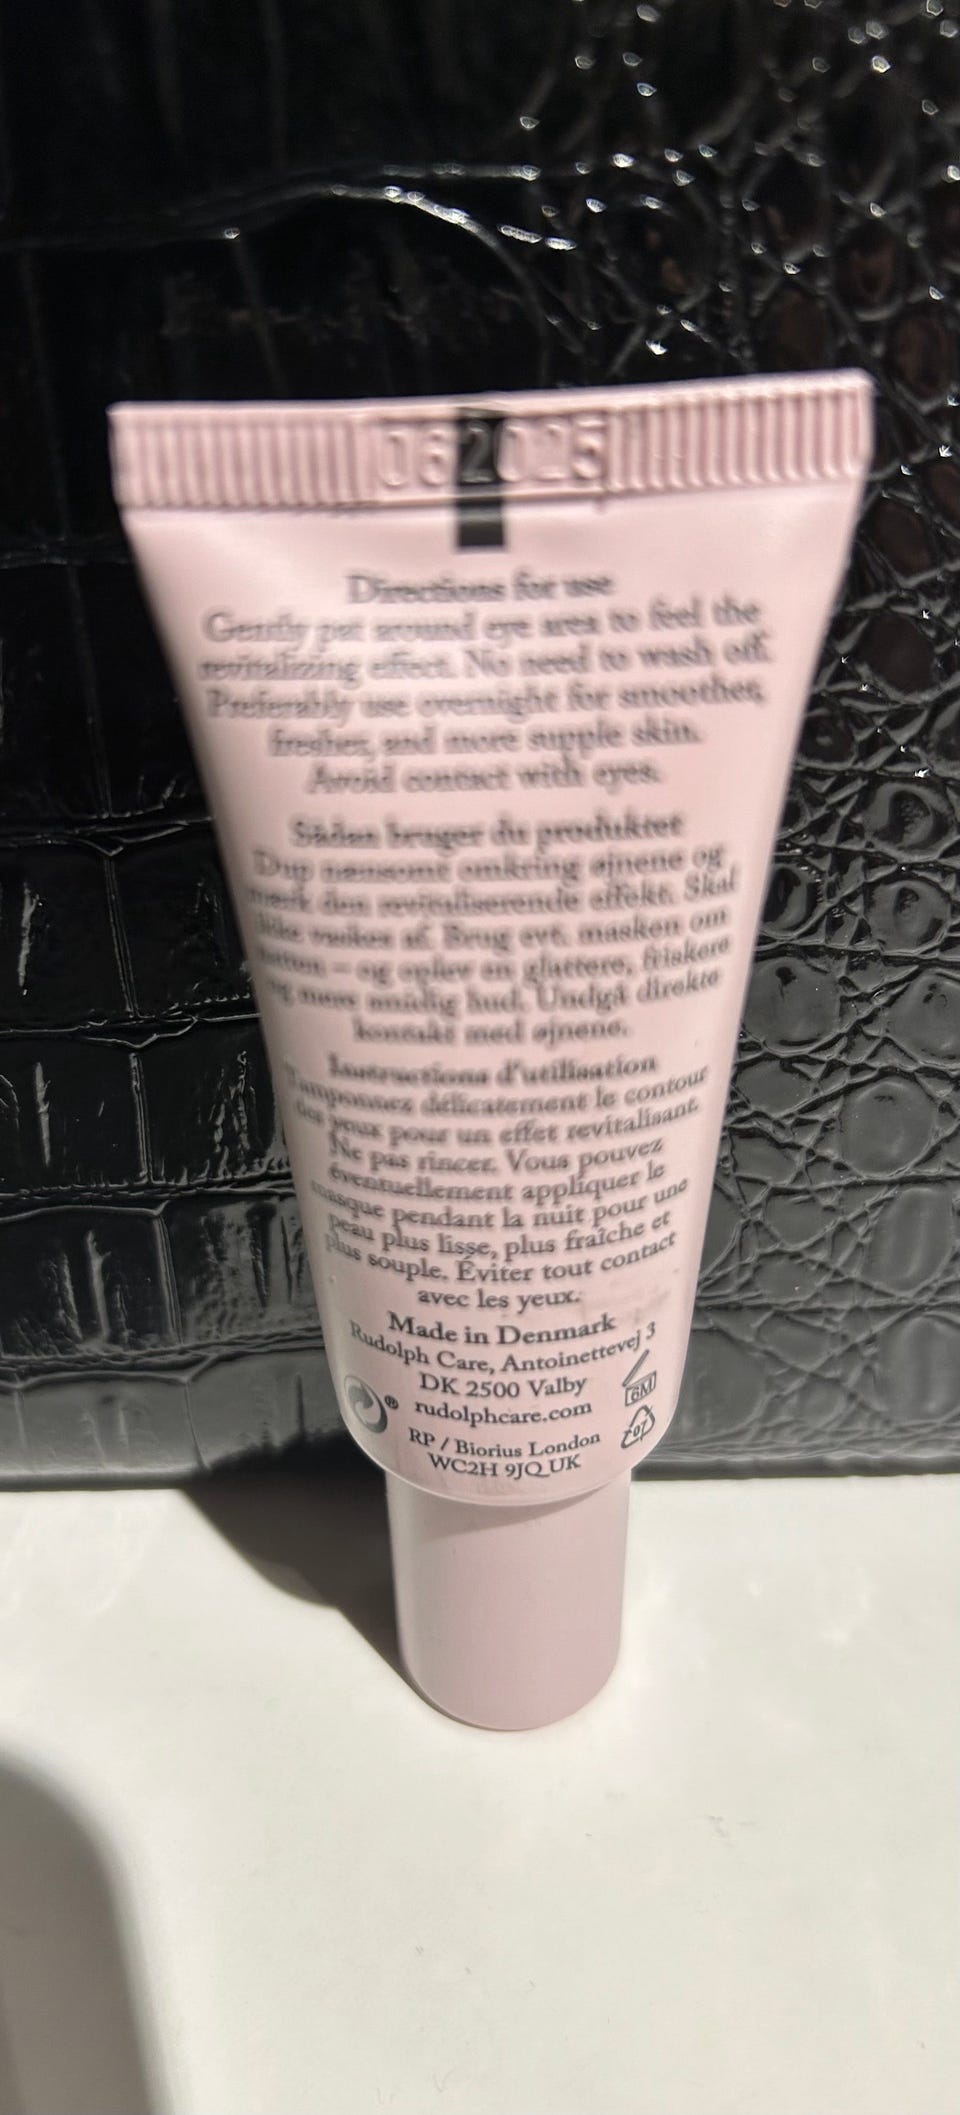 062025
Directions for use
Gently pat around eye area to feel the
revitalizing effect. No need to wash off.
Preferably use overnight for smoother,
fresher, and more supple skin.
Avoid contact with eyes.
Sådan bruger du produktet
Dup nænsomt omkring øjnene og
mærk den revitaliserende effekt. Skal
ikke vaskes af. Brug evt. masken om
natten – og oplev en glattere, friskere
og mere smidig hud. Undgå direkte
kontakt med øjnene.
Instructions d'utilisation
Tamponnez délicatement le contour
des yeux pour un effet revitalisant.
Ne pas rincer. Vous pouvez
éventuellement appliquer le
masque pendant la nuit pour une
peau plus lisse, plus fraîche et
plus souple. Éviter tout contact
avec les yeux.
Made in Denmark
Rudolph Care, Antoinettevej 3
DK 2500 Valby
rudolphcare.com
RP / Biorius London
WC2H 9JQ UK
®
6M
07